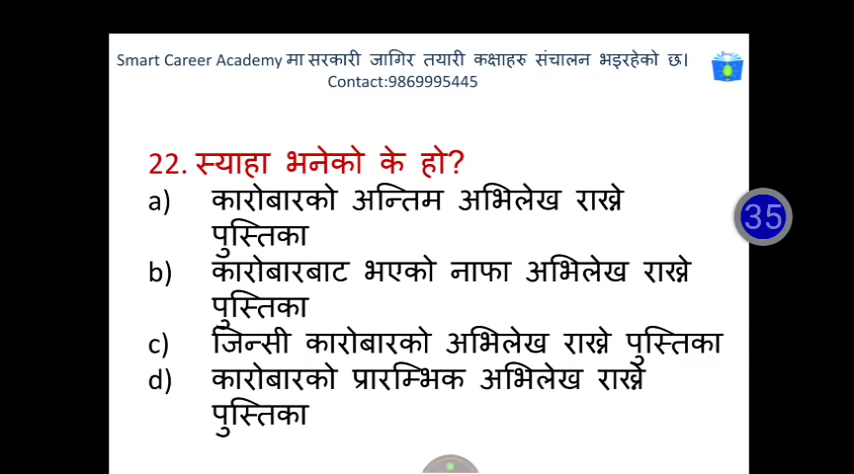 Smart Career Academy मा सरकारी जागिर तयारी कक्षाहरु संचालन भइरहेको छ।
Contact:9869995445
22. स्याहा भनेको के हो?
a) कारोबारको अन्तिम अभिलेख राख्ने
पुस्तिका
35
b) कारोबारबाट भएको नाफा अभिलेख राख्ने
पुस्तिका
c) जिन्सी कारोबारको अभिलेख राख्ने पुस्तिका
d) कारोबारको प्रारम्भिक अभिलेख राख्ने
पुस्तिका